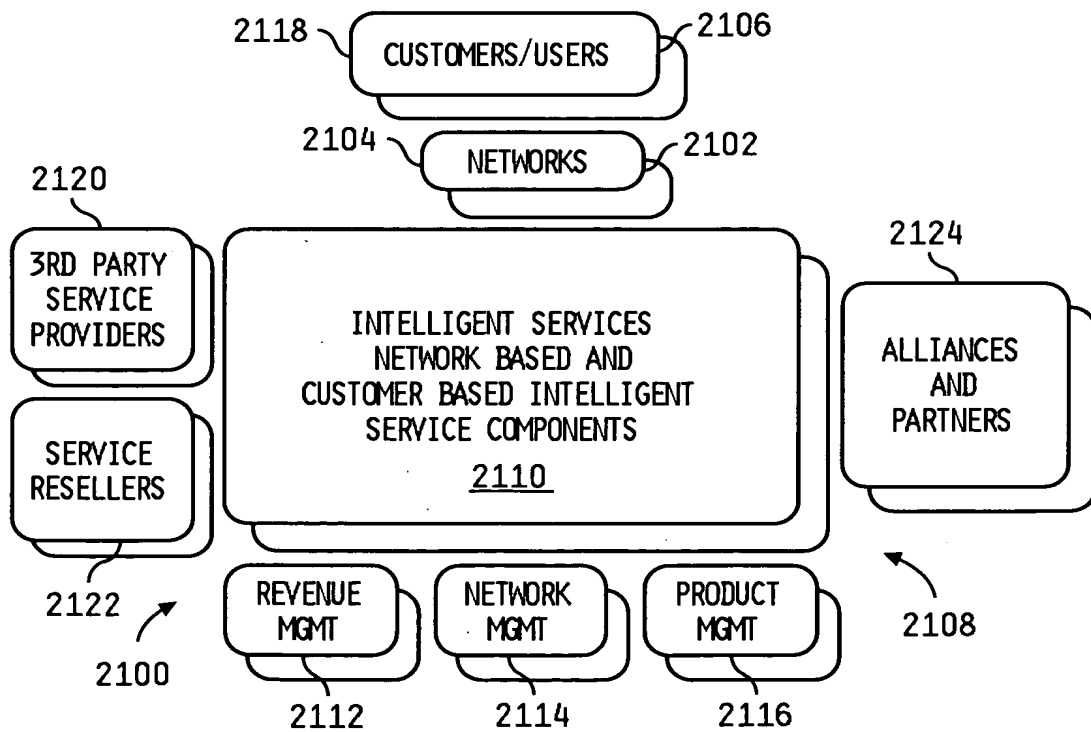 2118
CUSTOMERS/USERS
2106
2104
NETWORKS
2102
2120
3RD PARTY
SERVICE
PROVIDERS
INTELLIGENT SERVICES
NETWORK BASED AND
CUSTOMER BASED INTELLIGENT
SERVICE COMPONENTS
2110
2124
ALLIANCES
AND
PARTNERS
SERVICE
RESELLERS
2122
2100
REVENUE
MGMT
2112
NETWORK
MGMT
2114
PRODUCT
MGMT
2116
2108